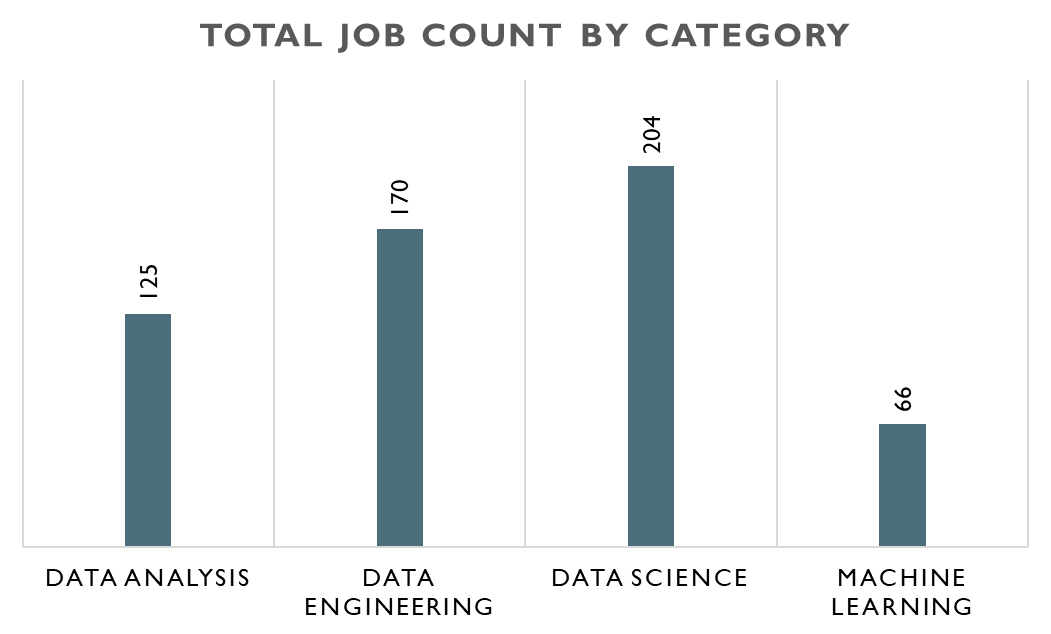 TOTAL JOB COUNT BY CATEGORY
125
170
204
66
DATA ANALYSIS
DATA
ENGINEERING
DATA SCIENCE
MACHINE
LEARNING